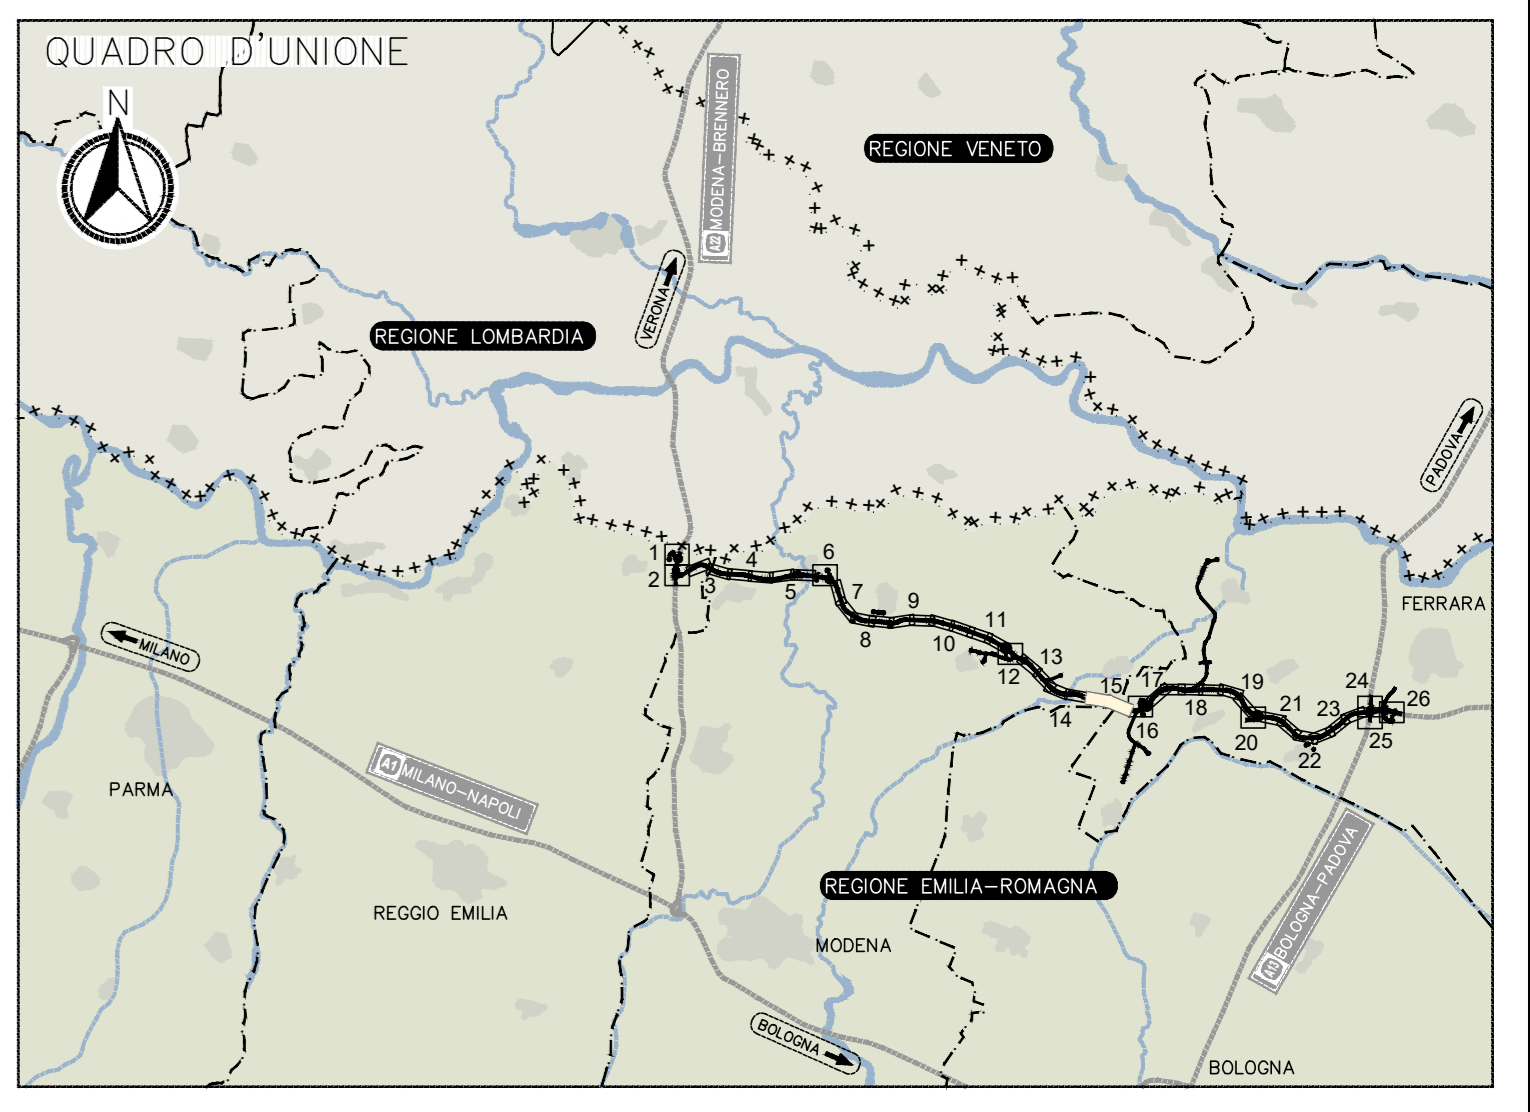 QUADRO D'UNIONE
N
A22 MODENA-BRENNERO
REGIONE VENETO
VERONA
REGIONE LOMBARDIA
PADOVA
FERRARA
MILANO
1
2
3
4
5
6
7
8
9
10
11
12
13
14
15
16
17
18
19
20
21
22
23
24
25
26
PARMA
A1 MILANO-NAPOLI
REGGIO EMILIA
REGIONE EMILIA-ROMAGNA
MODENA
A13 BOLOGNA-PADOVA
BOLOGNA
BOLOGNA